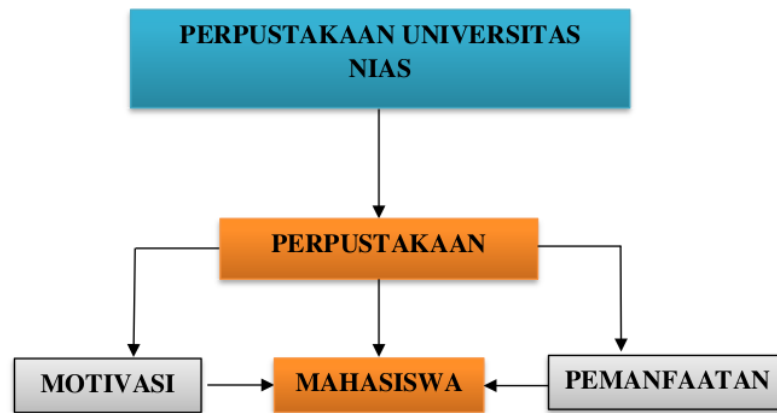 PERPUSTAKAAN UNIVERSITAS
NIAS
PERPUSTAKAAN
MOTIVASI
MAHASISWA
PEMANFAATAN